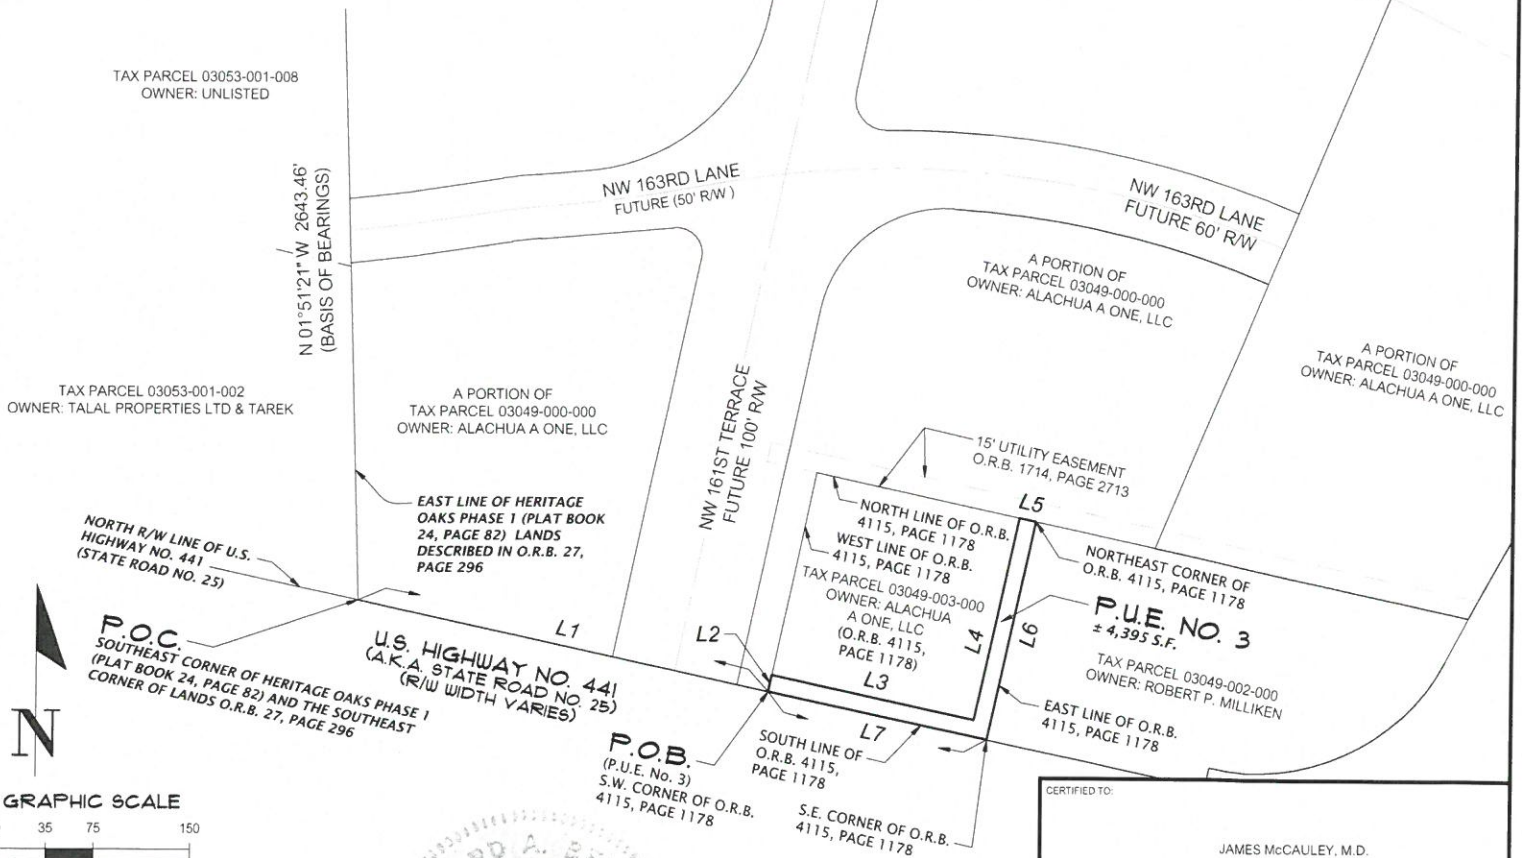 TAX PARCEL 03053-001-008
OWNER: UNLISTED
N 01°51'21" W  2643.46'
(BASIS OF BEARINGS)
NW 163RD LANE
FUTURE (50' R/W )
NW 163RD LANE
FUTURE 60' R/W
A PORTION OF
TAX PARCEL 03049-000-000
OWNER: ALACHUA A ONE, LLC
A PORTION OF
TAX PARCEL 03049-000-000
OWNER: ALACHUA A ONE, LLC
TAX PARCEL 03053-001-002
OWNER: TALAL PROPERTIES LTD & TAREK
A PORTION OF
TAX PARCEL 03049-000-000
OWNER: ALACHUA A ONE, LLC
NW 161ST TERRACE
FUTURE 100' R/W
15' UTILITY EASEMENT
O.R.B. 1714, PAGE 2713
EAST LINE OF HERITAGE
OAKS PHASE 1 (PLAT BOOK
24, PAGE 82)  LANDS
DESCRIBED IN O.R.B. 27,
PAGE 296
NORTH R/W LINE OF U.S.
HIGHWAY NO. 441
(STATE ROAD NO. 25)
L5
NORTH LINE OF O.R.B.
4115, PAGE 1178
WEST LINE OF O.R.B.
4115, PAGE 1178
TAX PARCEL 03049-003-000
OWNER: ALACHUA
A ONE, LLC
(O.R.B. 4115,
PAGE 1178)
NORTHEAST CORNER OF
O.R.B. 4115, PAGE 1178
P.U.E. NO. 3
± 4,395 S.F.
L4
L6
TAX PARCEL 03049-002-000
OWNER: ROBERT P. MILLIKEN
EAST LINE OF O.R.B.
4115, PAGE 1178
P.O.C.
SOUTHEAST CORNER OF HERITAGE OAKS PHASE 1
(PLAT BOOK 24, PAGE 82) AND THE SOUTHEAST
CORNER OF LANDS O.R.B. 27, PAGE 296
L1
U.S. HIGHWAY NO. 441
(A.K.A. STATE ROAD NO. 25)
(R/W WIDTH VARIES)
L2
L3
L7
P.O.B.
(P.U.E. No. 3)
S.W. CORNER OF O.R.B.
4115, PAGE 1178
SOUTH LINE OF
O.R.B. 4115,
PAGE 1178
S.E. CORNER OF O.R.B.
4115, PAGE 1178
N
GRAPHIC SCALE
35 75 150
CERTIFIED TO:
JAMES McCAULEY, M.D.